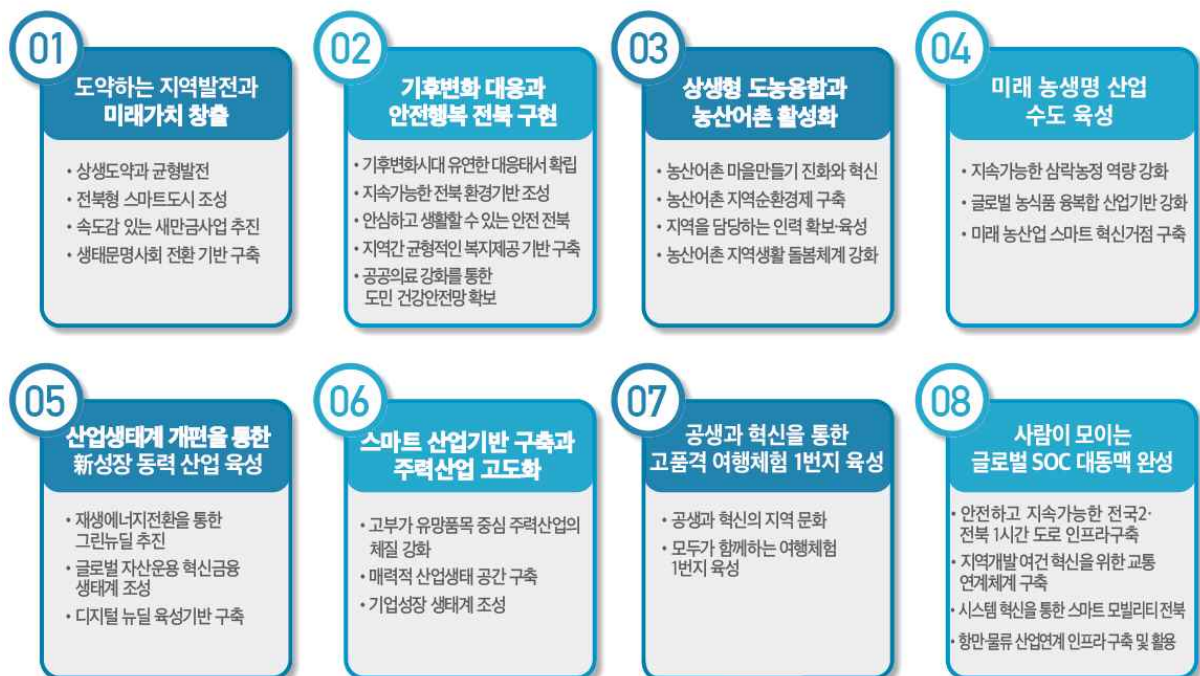 01
도약하는 지역발전과
미래가치 창출
• 상생도약과 균형발전
• 전북형 스마트도시 조성
• 속도감 있는 새만금사업 추진
• 생태문명사회 전환 기반 구축
02
기후변화 대응과
안전행복 전북 구현
• 기후변화시대 유연한 대응태서 확립
• 지속가능한 전북 환경기반 조성
• 안심하고 생활할 수 있는 안전 전북
• 지역간 균형적인 복지제공 기반 구축
• 공공의료 강화를 통한
도민 건강안전망 확보
03
상생형 도농융합과
농산어촌 활성화
• 농산어촌 마을만들기 진화와 혁신
• 농산어촌 지역순환경제 구축
• 지역을 담당하는 인력 확보·육성
• 농산어촌 지역생활 돌봄체계 강화
04
미래 농생명 산업
수도 육성
• 지속가능한 삼락농정 역량 강화
• 글로벌 농식품 융복합 산업기반 강화
• 미래 농산업 스마트 혁신거점 구축
05
산업생태계 개편을 통한
新성장 동력 산업 육성
• 재생에너지전환을 통한
그린뉴딜 추진
• 글로벌 자산운용 혁신금융
생태계 조성
• 디지털 뉴딜 육성기반 구축
06
스마트 산업기반 구축과
주력산업 고도화
• 고부가 유망품목 중심 주력산업의
체질 강화
• 매력적 산업생태 공간 구축
• 기업성장 생태계 조성
07
공생과 혁신을 통한
고품격 여행체험 1번지 육성
• 공생과 혁신의 지역 문화
• 모두가 함께하는 여행체험
1번지 육성
08
사람이 모이는
글로벌 SOC 대동맥 완성
• 안전하고 지속가능한 전국2·
전북 1시간 도로 인프라구축
• 지역개발 여건 혁신을 위한 교통
연계체계 구축
• 시스템 혁신을 통한 스마트 모빌리티 전북
• 항만·물류 산업연계 인프라 구축 및 활용